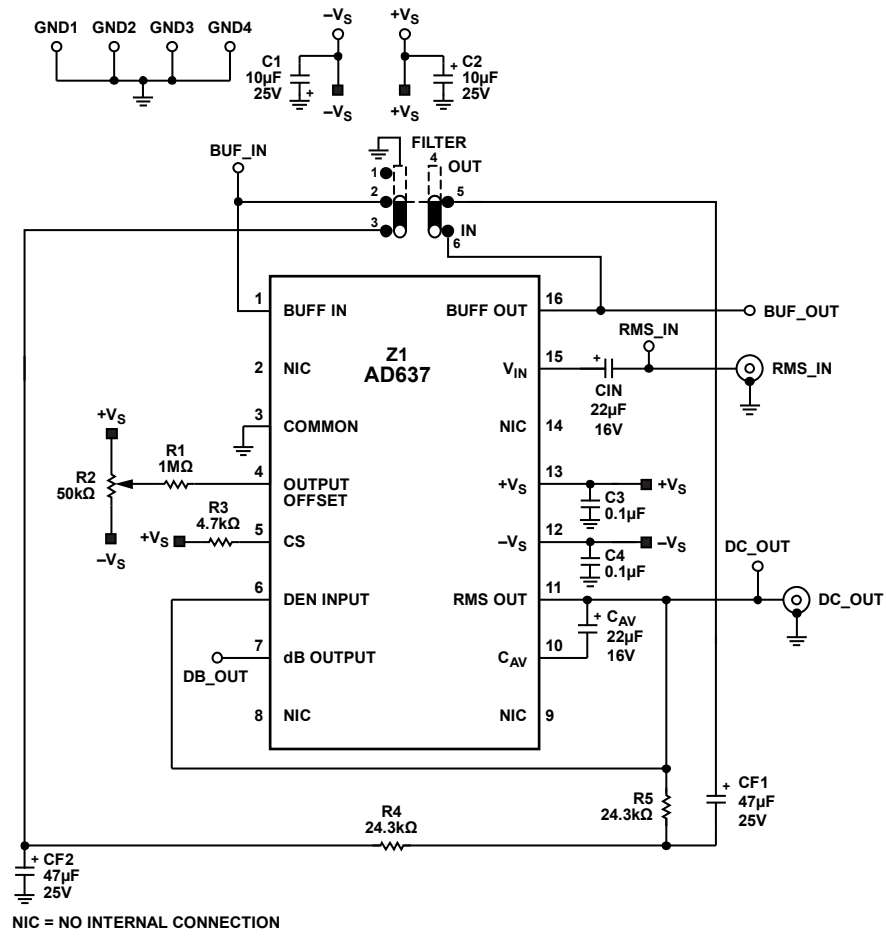 GND1 GND2 GND3 GND4
–VS +VS
C1
10µF
25V
+
–VS
+ C2
10µF
25V
+VS
BUF_IN
FILTER
4
OUT
1
2
3
5
IN
6
1 BUFF IN
2 NIC
3 COMMON
4 OUTPUT
OFFSET
5 CS
6 DEN INPUT
7 dB OUTPUT
8 NIC
Z1
AD637
BUFF OUT 16
VIN 15
NIC 14
+VS 13
–VS 12
RMS OUT 11
CAV 10
NIC 9
BUF_OUT
RMS_IN
RMS_IN
+
CIN
22µF
16V
+VS
C3
0.1µF
–VS
C4
0.1µF
DC_OUT
DC_OUT
+ CAV
22µF
16V
+VS
R2
50kΩ
–VS
R1
1MΩ
R3
4.7kΩ
+VS
DB_OUT
R4
24.3kΩ
R5
24.3kΩ
+ CF1
47µF
25V
+ CF2
47µF
25V
NIC = NO INTERNAL CONNECTION